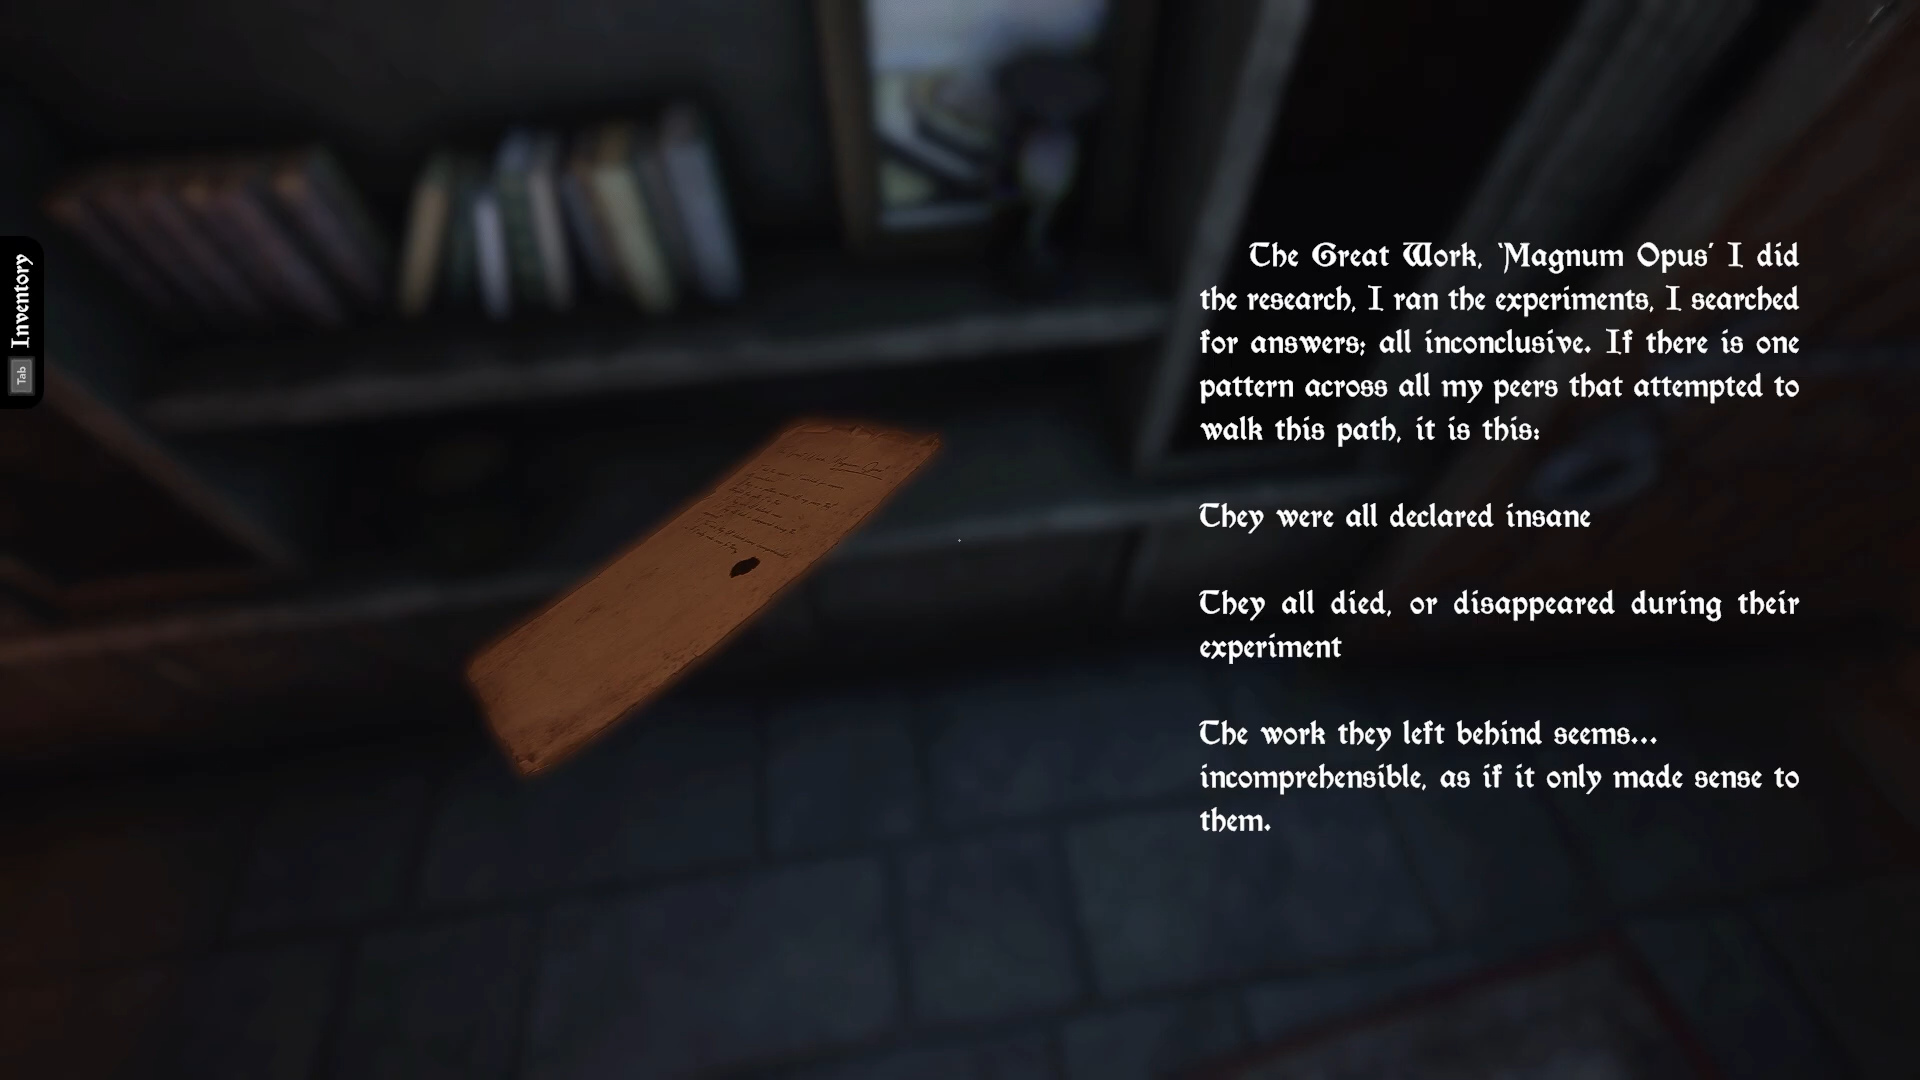 Inventory
Tab
The Great Work, 'Magnum Opus' I did
the research, I ran the experiments, I searched
for answers; all inconclusive. If there is one
pattern across all my peers that attempted to
walk this path, it is this:
They were all declared insane
They all died, or disappeared during their
experiment
The work they left behind seems...
incomprehensible, as if it only made sense to
them.